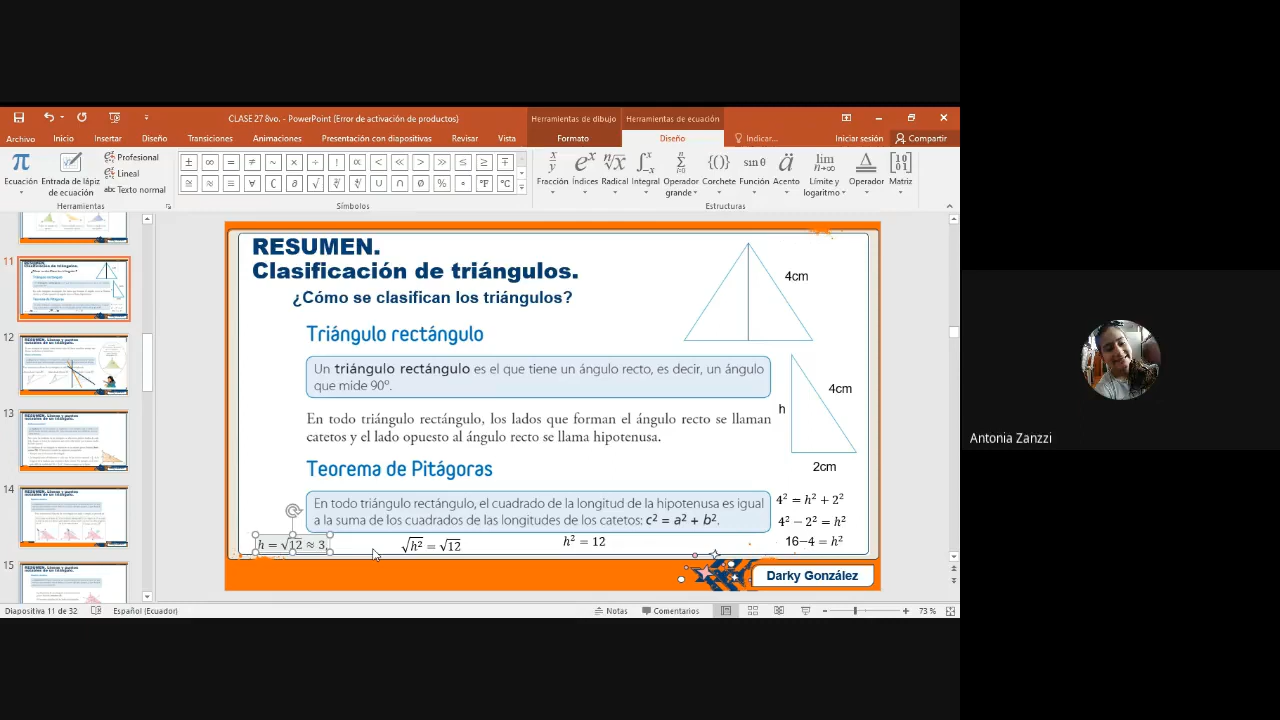 CLASE 27 8vo. - PowerPoint (Error de activación de productos)
Herramientas de dibujo
Herramientas de ecuación
Archivo
Inicio
Insertar
Diseño
Transiciones
Animaciones
Presentación con diapositivas
Revisar
Vista
Formato
Diseño
Indicar...
Iniciar sesión
Compartir
Ecuación
Entrada de lápiz de ecuación
Profesional
Lineal
abc Texto normal
Herramientas
Símbolos
Fracción
Índices
Radical
Integral
Operador grande
Corchete
Función
Acento
Límite y logaritmo
Operador
Matriz
Estructuras
11
12
13
14
15
RESUMEN.
Clasificación de triángulos.
¿Cómo se clasifican los triángulos?
4cm
Triángulo rectángulo
Un triángulo rectángulo es el que tiene un ángulo recto, es decir, un ángulo
que mide 90º.
4cm
h
2cm
En todo triángulo rectángulo, los lados que forman el ángulo recto se llaman
catetos y el lado opuesto al ángulo recto se llama hipotenusa.
Teorema de Pitágoras
En todo triángulo rectángulo, el cuadrado de la longitud de la hipotenusa es igual
a la suma de los cuadrados de las longitudes de los catetos: c² = a² + b².
4² = h² + 2²
4² − 2² = h²
16−4 = h²
h² = 12
√h² = √12
h = √12 ≈ 3
Darky González
Antonia Zanzzi
Diapositiva 11 de 32
Español (Ecuador)
Notas
Comentarios
73 %